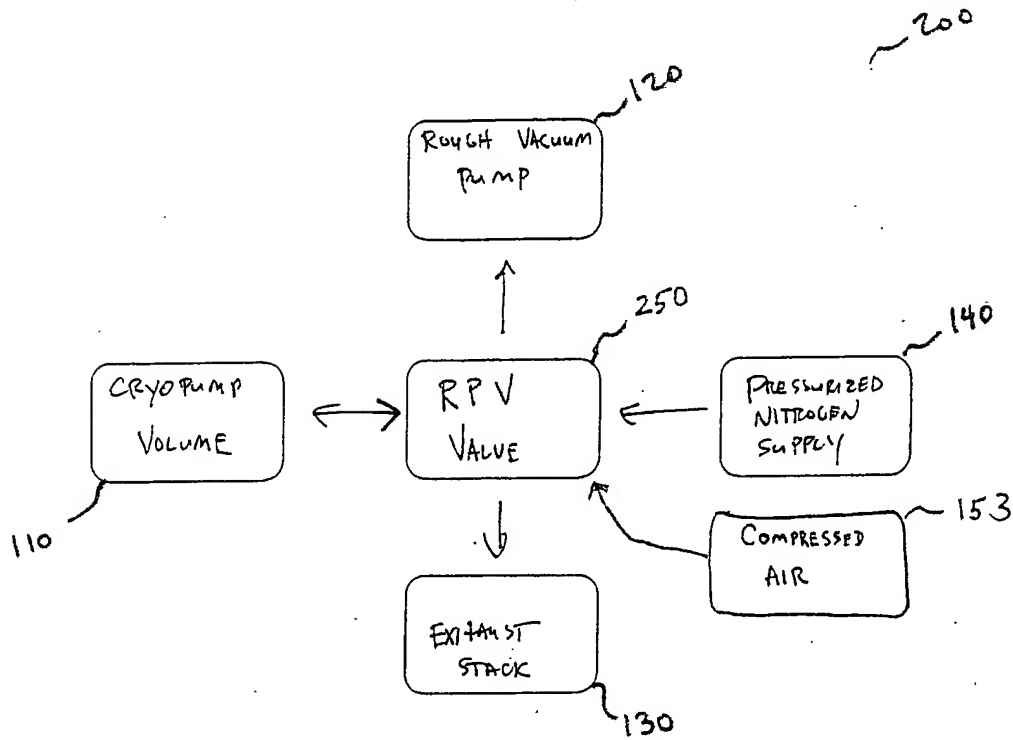 200
120
ROUGH VACUUM
PUMP
250
140
CRYOPUMP
VOLUME
RPV
VALUE
PRESSURIZED
NITROGEN
SUPPLY
110
153
COMPRESSED
AIR
EXHAUST
STACK
130